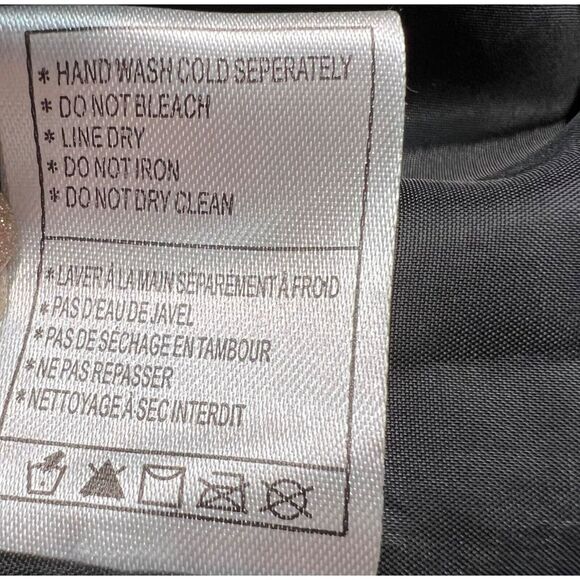 * HAND WASH COLD SEPERATELY
* DO NOT BLEACH
* LINE DRY
* DO NOT IRON
* DO NOT DRY CLEAN
*LAVER À LA MAIN SÉPARÉMENT À FROID
*PAS D'EAU DE JAVEL
*PAS DE SÉCHAGE EN TAMBOUR
*NE PAS REPASSER
*NETTOYAGE À SEC INTERDIT